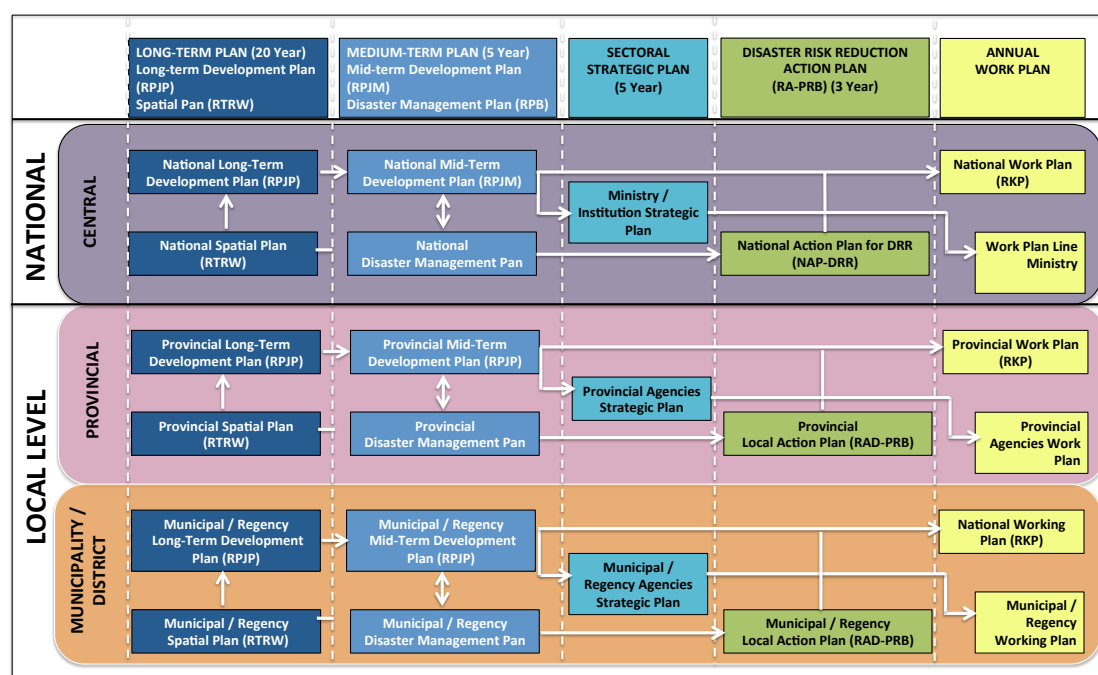 LONG-TERM PLAN (20 Year)
Long-term Development Plan
(RPJP)
Spatial Pan (RTRW)
MEDIUM-TERM PLAN (5 Year)
Mid-term Development Plan
(RPJM)
Disaster Management Plan (RPB)
SECTORAL
STRATEGIC PLAN
(5 Year)
DISASTER RISK REDUCTION
ACTION PLAN
(RA-PRB) (3 Year)
ANNUAL
WORK PLAN
NATIONAL
CENTRAL
National Long-Term
Development Plan (RPJP)
National Mid-Term
Development Plan (RPJM)
Ministry /
Institution Strategic
Plan
National Work Plan
(RKP)
National Spatial Plan
(RTRW)
National
Disaster Management Pan
National Action Plan for DRR
(NAP-DRR)
Work Plan Line
Ministry
LOCAL LEVEL
PROVINCIAL
Provincial Long-Term
Development Plan (RPJP)
Provincial Mid-Term
Development Plan (RPJP)
Provincial Agencies
Strategic Plan
Provincial Work Plan
(RKP)
Provincial Spatial Plan
(RTRW)
Provincial
Disaster Management Pan
Provincial
Local Action Plan (RAD-PRB)
Provincial
Agencies Work
Plan
MUNICIPALITY /
DISTRICT
Municipal / Regency
Long-Term Development
Plan (RPJP)
Municipal / Regency
Mid-Term Development
Plan (RPJP)
Municipal /
Regency Agencies
Strategic Plan
National Working
Plan (RKP)
Municipal / Regency
Spatial Plan (RTRW)
Municipal / Regency
Disaster Management Pan
Municipal / Regency
Local Action Plan (RAD-PRB)
Municipal /
Regency
Working Plan